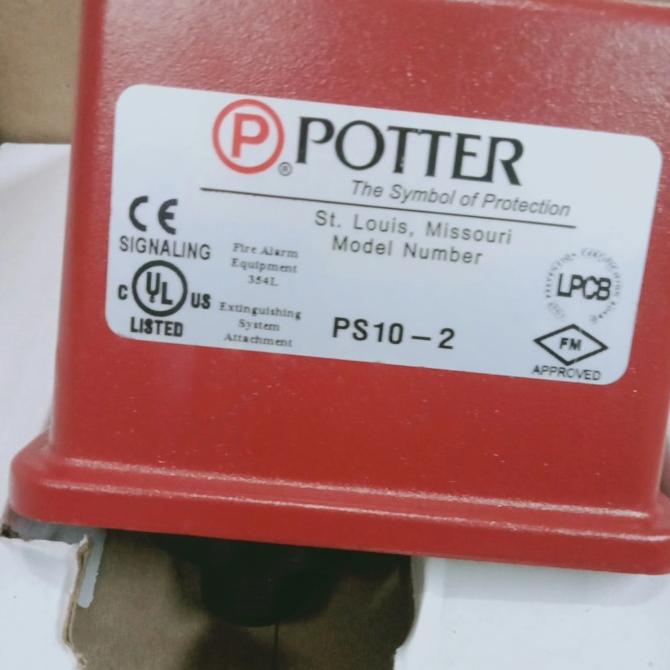 P® POTTER
The Symbol of Protection
St. Louis, Missouri
Model Number
CE
SIGNALING
C UL US
LISTED
Fire Alarm
Equipment
354L
Extinguishing
System
Attachment
PS10-2
LPCB
FM
APPROVED